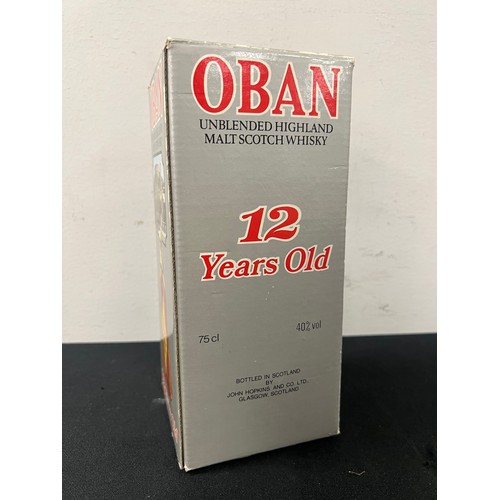 OBAN
UNBLENDED HIGHLAND
MALT SCOTCH WHISKY
12
Years Old
75 cl
40% vol
BOTTLED IN SCOTLAND
BY
JOHN HOPKINS AND CO. LTD.,
GLASGOW, SCOTLAND